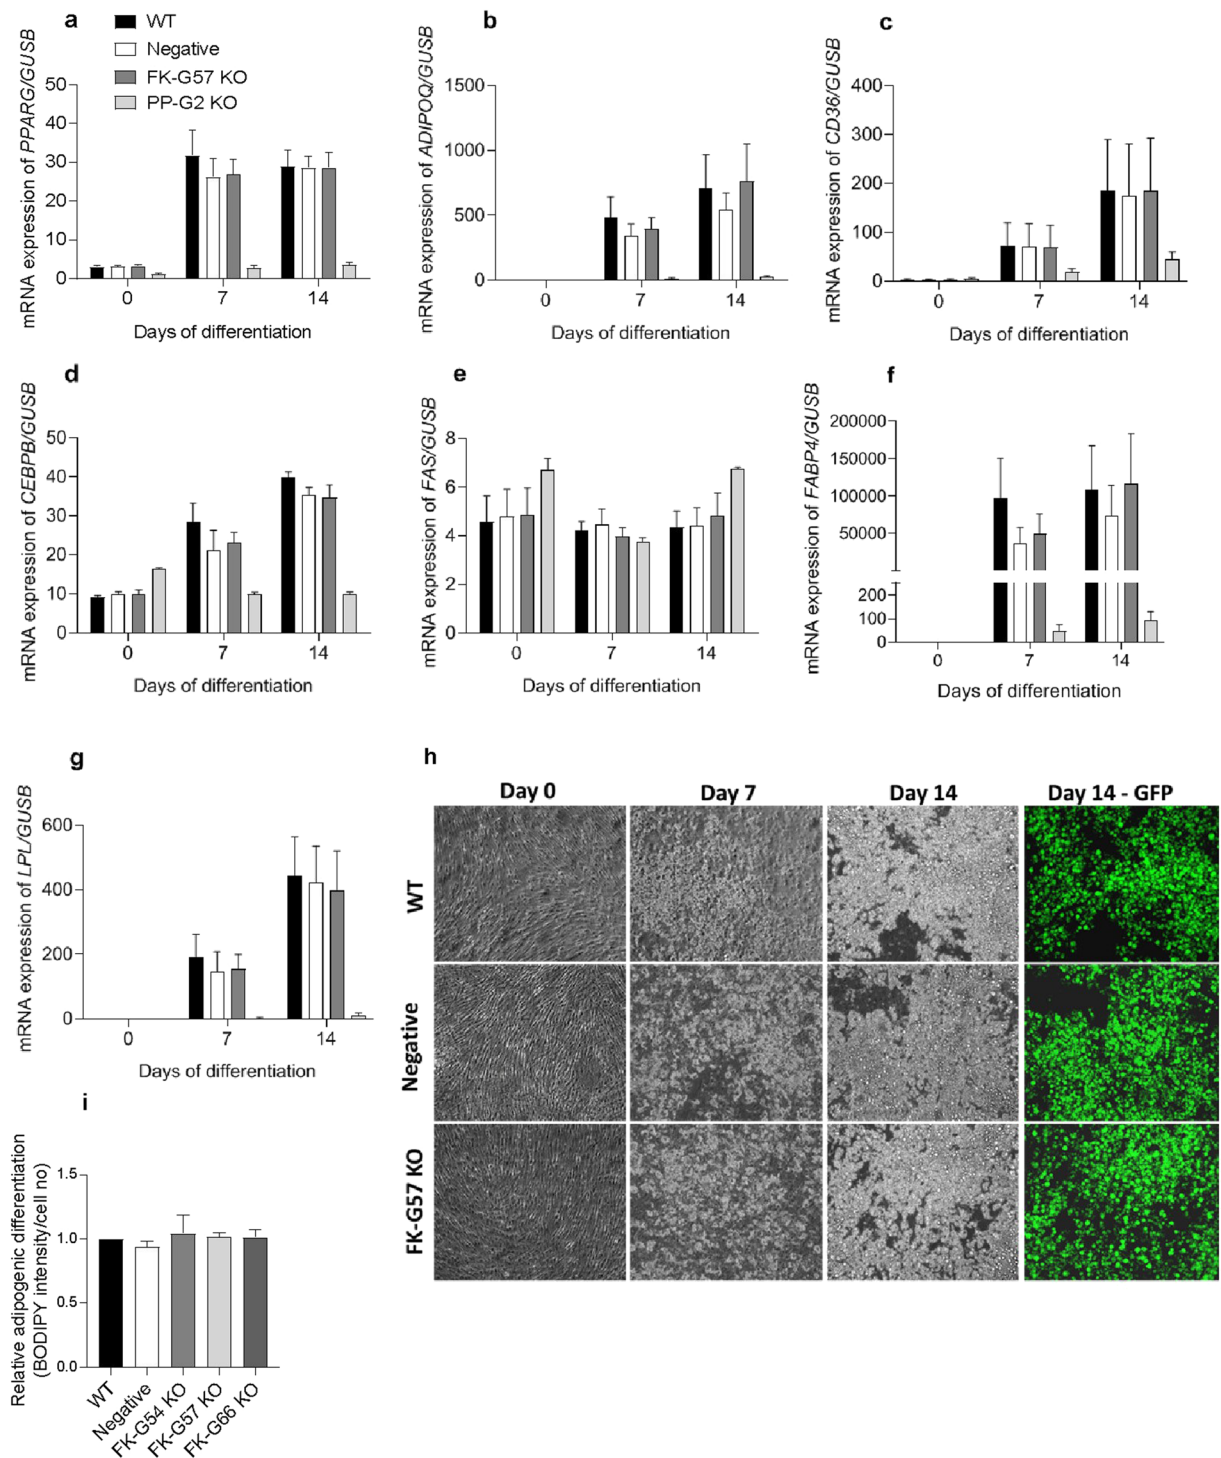 a
WT
Negative
FK-G57 KO
PP-G2 KO
mRNA expression of PPARG/GUSB
50
40
30
20
10
0
0 7 14
Days of differentiation
b
mRNA expression of ADIPOQ/GUSB
1500
1000
500
0
0 7 14
Days of differentiation
c
mRNA expression of CD36/GUSB
400
300
200
100
0
0 7 14
Days of differentiation
d
mRNA expression of CEBPB/GUSB
50
40
30
20
10
0
0 7 14
Days of differentiation
e
mRNA expression of FAS/GUSB
8
6
4
2
0
0 7 14
Days of differentiation
f
mRNA expression of FABP4/GUSB
200000
150000
100000
50000
200
100
0
0 7 14
Days of differentiation
g
mRNA expression of LPL/GUSB
600
400
200
0
0 7 14
Days of differentiation
h
Day 0 Day 7 Day 14 Day 14 - GFP
WT
Negative
FK-G57 KO
i
Relative adipogenic differentiation
(BODIPY intensity/cell no)
1.5
1.0
0.5
0.0
WT
Negative
FK-G54 KO
FK-G57 KO
FK-G66 KO